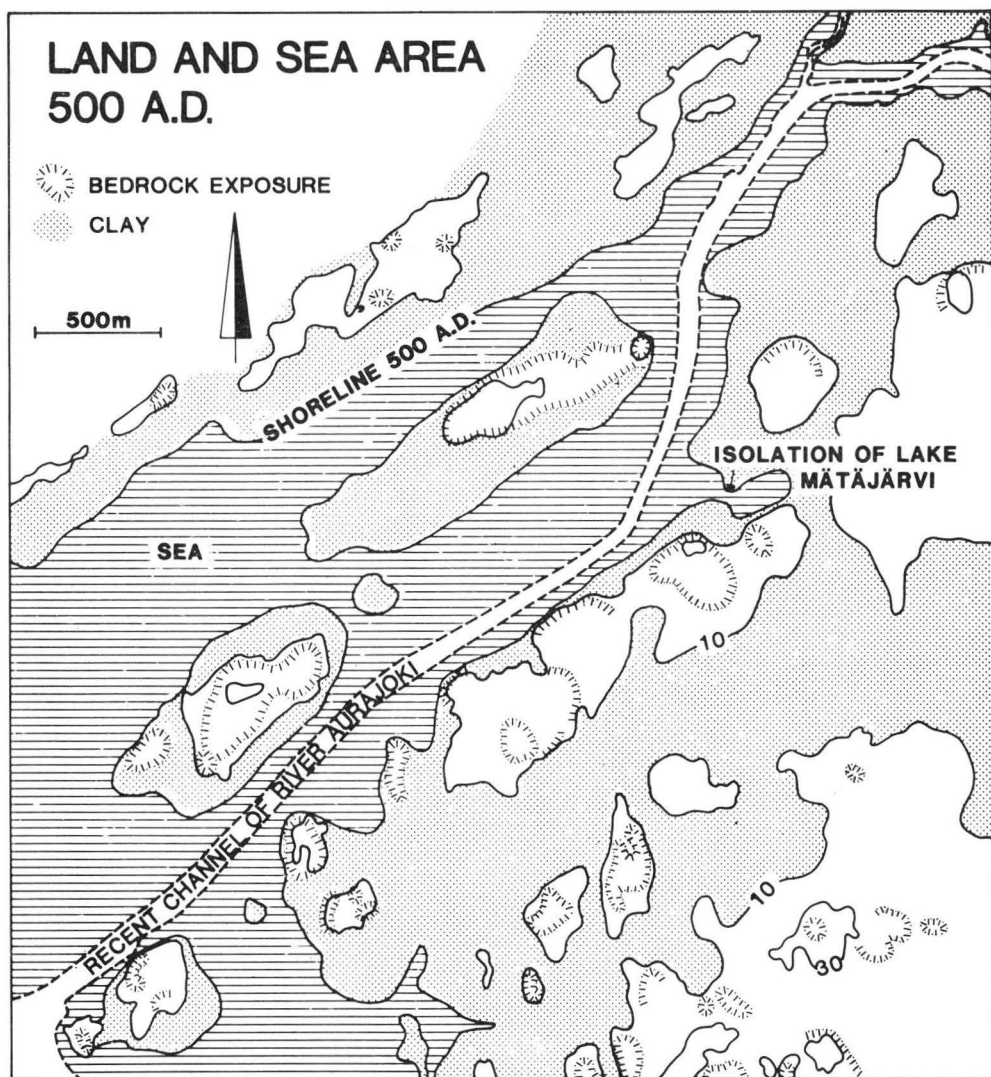 LAND AND SEA AREA
500 A.D.
BEDROCK EXPOSURE
CLAY
500m
SHORELINE 500 A.D.
ISOLATION OF LAKE
MÄTÄJÄRVI
SEA
10
RECENT CHANNEL OF RIVER AURAJOKI
10
30